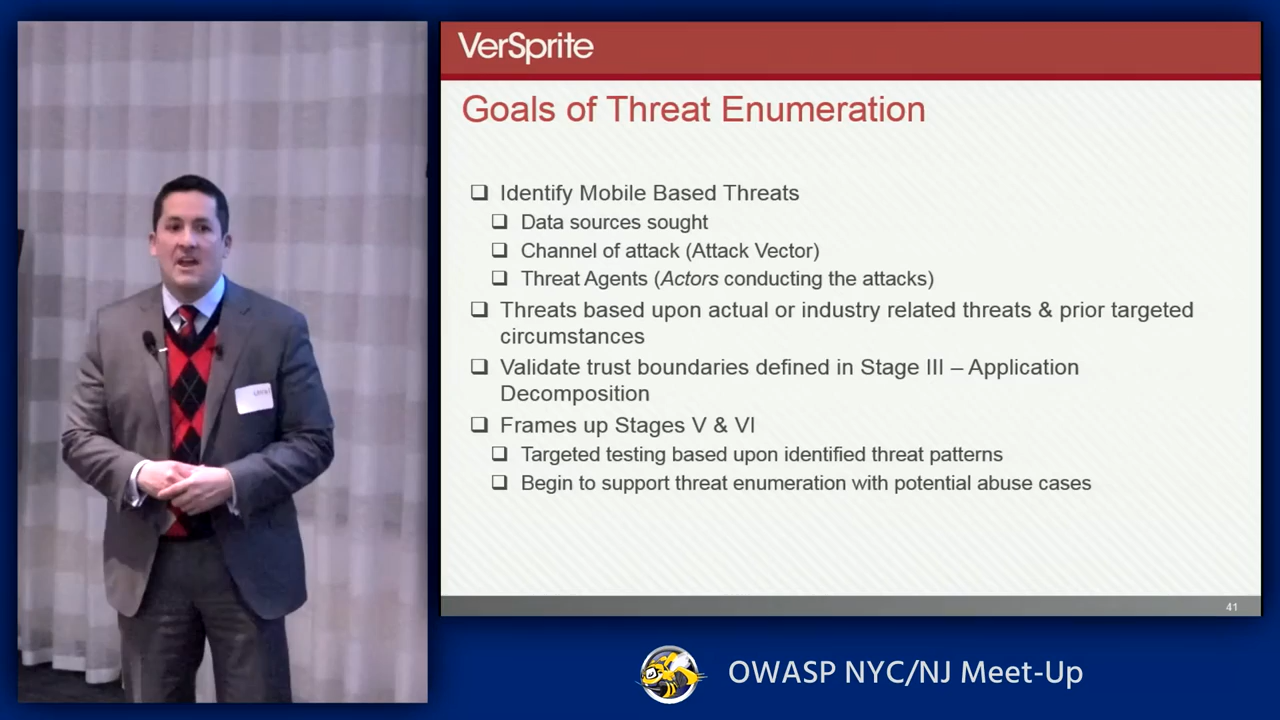 VerSprite
Goals of Threat Enumeration
❑ Identify Mobile Based Threats
❑ Data sources sought
❑ Channel of attack (Attack Vector)
❑ Threat Agents (Actors conducting the attacks)
❑ Threats based upon actual or industry related threats & prior targeted
circumstances
❑ Validate trust boundaries defined in Stage III – Application
Decomposition
❑ Frames up Stages V & VI
❑ Targeted testing based upon identified threat patterns
❑ Begin to support threat enumeration with potential abuse cases
41
OWASP NYC/NJ Meet-Up